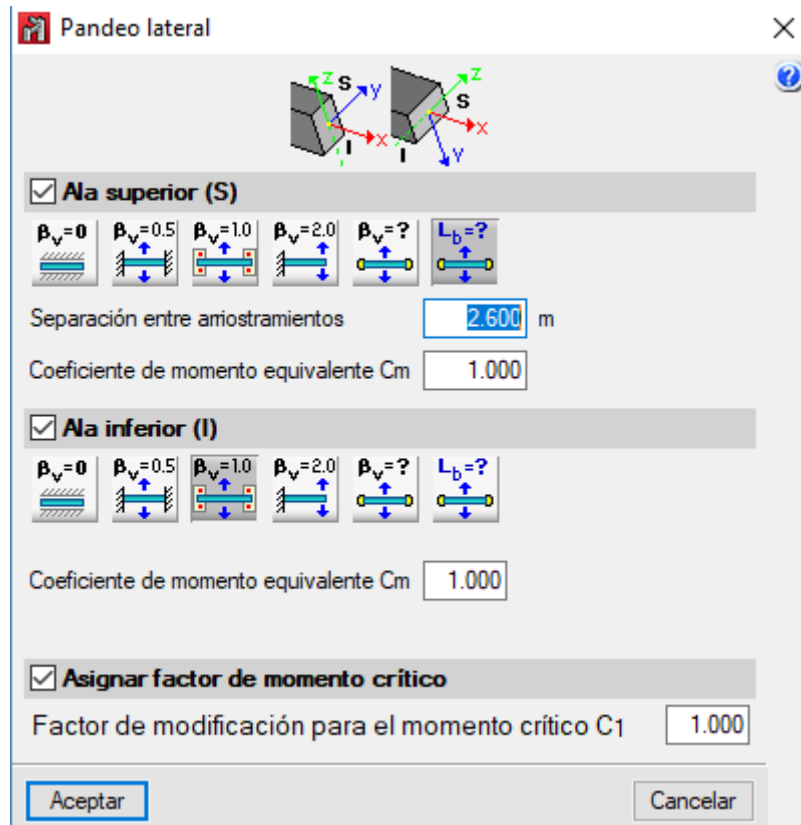 Pandeo lateral
z S y x I
z S x I y
Ala superior (S)
βv=0 βv=0.5 βv=1.0 βv=2.0 βv=? Lb=?
Separación entre arriostramientos 2.600 m
Coeficiente de momento equivalente Cm 1.000
Ala inferior (I)
βv=0 βv=0.5 βv=1.0 βv=2.0 βv=? Lb=?
Coeficiente de momento equivalente Cm 1.000
Asignar factor de momento crítico
Factor de modificación para el momento crítico C1 1.000
Aceptar Cancelar